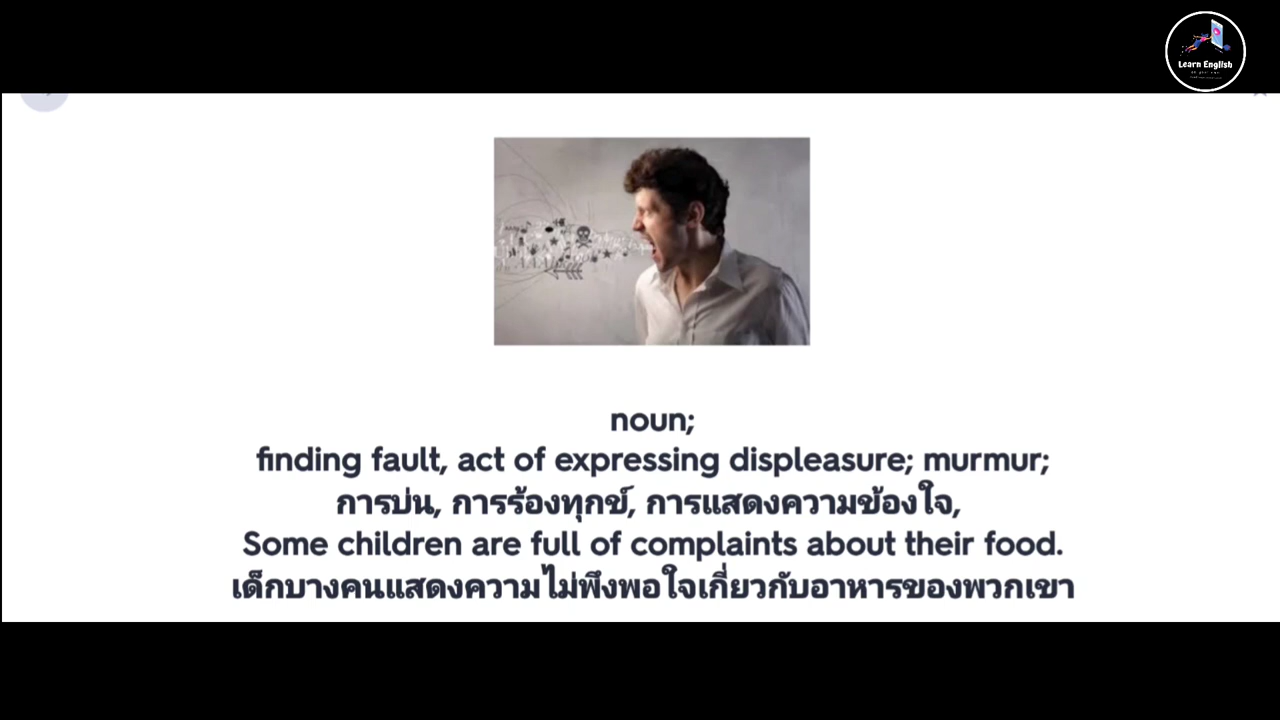 Learn English
noun;
finding fault, act of expressing displeasure; murmur;
การบ่น, การร้องทุกข์, การแสดงความข้องใจ,
Some children are full of complaints about their food.
เด็กบางคนแสดงความไม่พึงพอใจเกี่ยวกับอาหารของพวกเขา